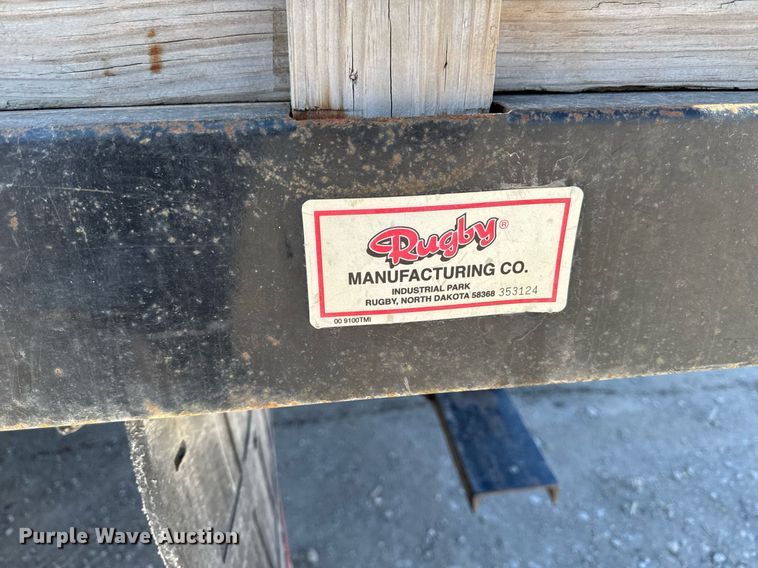 Rugby®
MANUFACTURING CO.
INDUSTRIAL PARK
RUGBY, NORTH DAKOTA 58368 353124
00 9100TMI
Purple Wave Auction